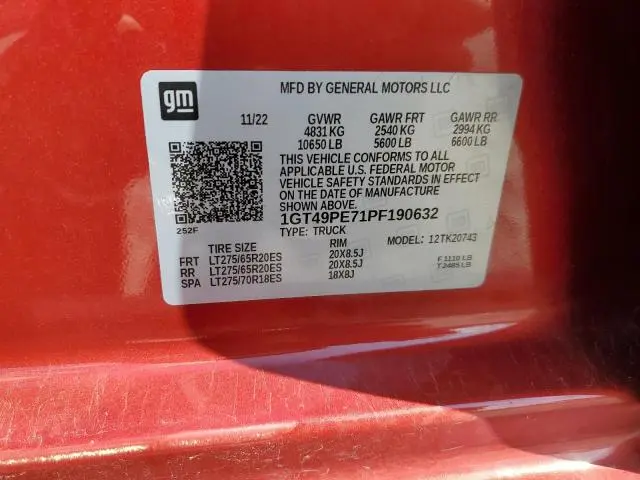 gm
MFD BY GENERAL MOTORS LLC
11/22 GVWR GAWR FRT GAWR RR
4831 KG 2540 KG 2994 KG
10650 LB 5600 LB 6600 LB
THIS VEHICLE CONFORMS TO ALL
APPLICABLE U.S. FEDERAL MOTOR
VEHICLE SAFETY STANDARDS IN EFFECT
ON THE DATE OF MANUFACTURE
SHOWN ABOVE.
252F
1GT49PE71PF190632
TYPE: TRUCK MODEL: 12TK20743
TIRE SIZE RIM
FRT LT275/65R20ES 20X8.5J
RR LT275/65R20ES 20X8.5J
SPA LT275/70R18ES 18X8J
F 1110 LB
T 2485 LB